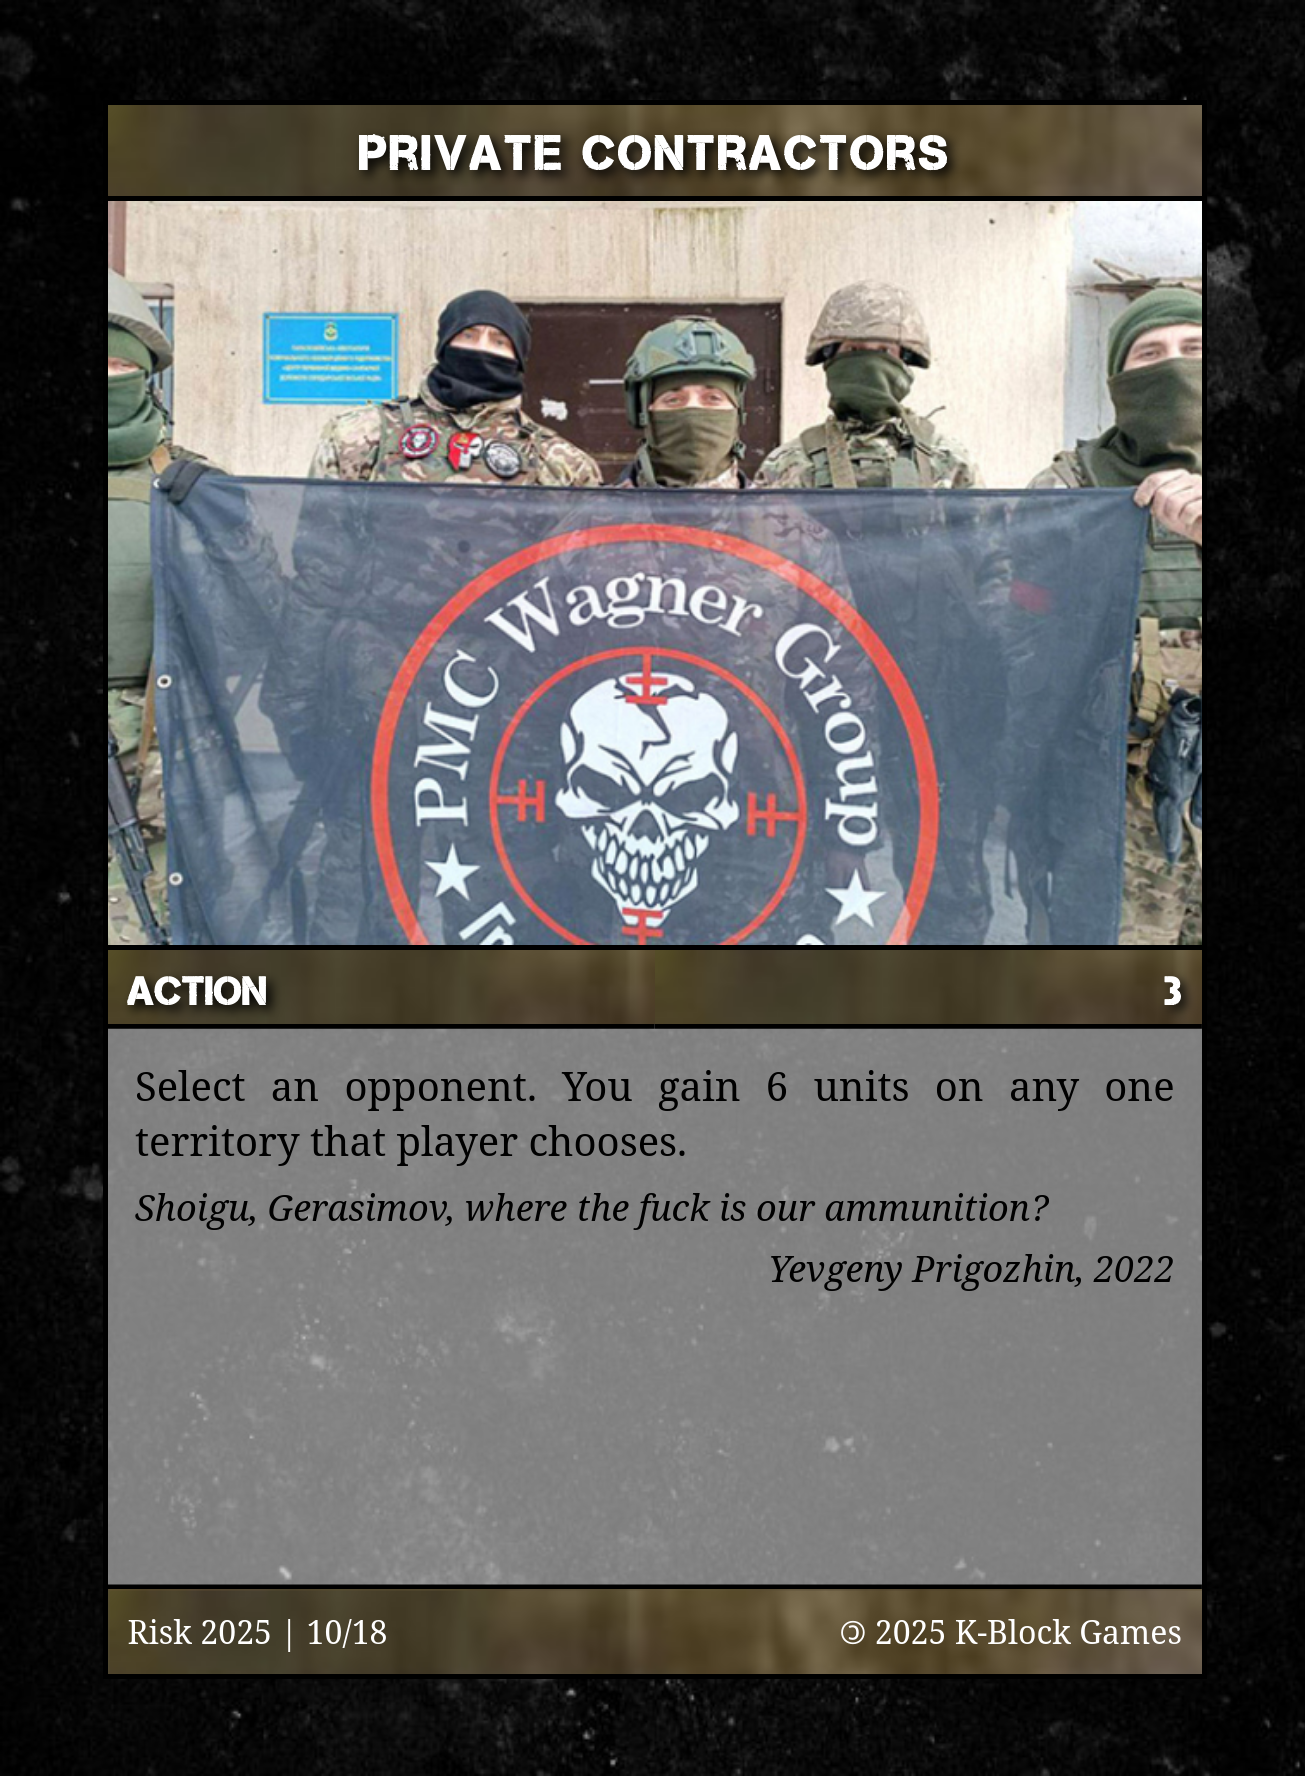 PRIVATE CONTRACTORS
PMC Wagner Group
ACTION
3
Select an opponent. You gain 6 units on any one
territory that player chooses.
Shoigu, Gerasimov, where the fuck is our ammunition?
Yevgeny Prigozhin, 2022
Risk 2025 | 10/18
🄯 2025 K-Block Games